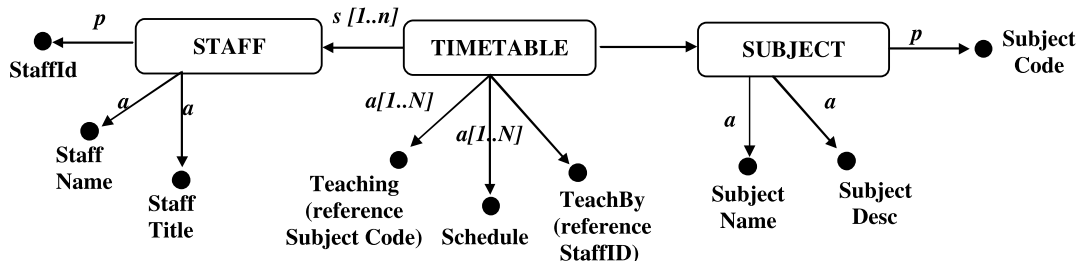 s [1..n]
p
STAFF
TIMETABLE
SUBJECT
p
StaffId
Subject
Code
a
a
a[1..N]
a[1..N]
a
a
Staff
Name
Staff
Title
Teaching
(reference
Subject Code)
Schedule
TeachBy
(reference
StaffID)
Subject
Name
Subject
Desc